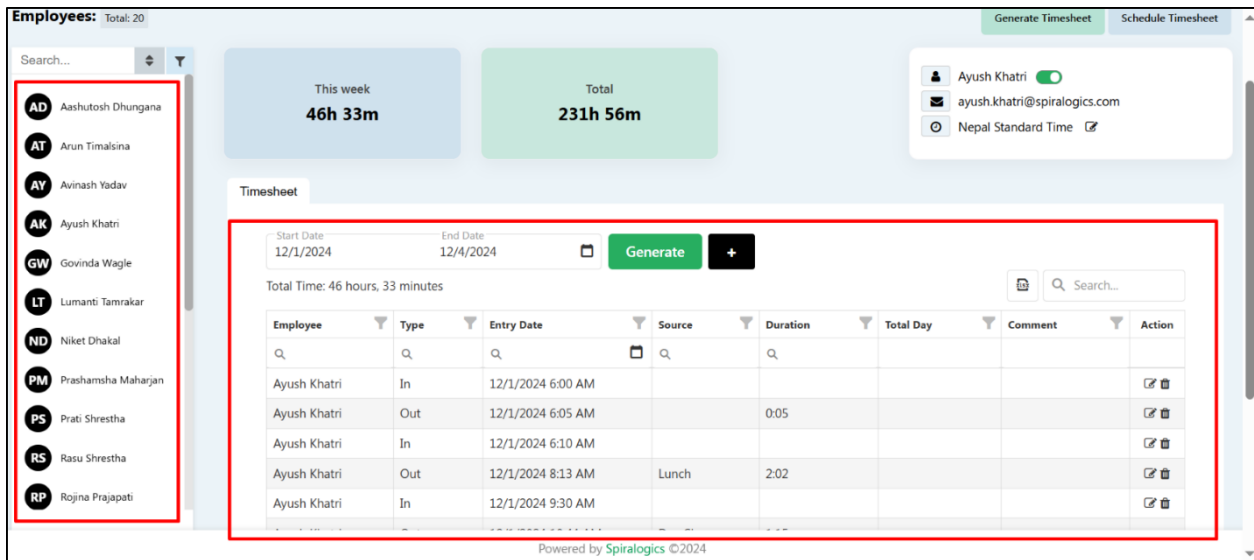 Employees: Total: 20
Generate Timesheet
Schedule Timesheet
Search...
AD Aashutosh Dhungana
AT Arun Timalsina
AY Avinash Yadav
AK Ayush Khatri
GW Govinda Wagle
LT Lumanti Tamrakar
ND Niket Dhakal
PM Prashamsha Maharjan
PS Prati Shrestha
RS Rasu Shrestha
RP Rojina Prajapati
This week
46h 33m
Total
231h 56m
Ayush Khatri
ayush.khatri@spiralogics.com
Nepal Standard Time
Timesheet
Start Date End Date
12/1/2024 12/4/2024
Generate +
Total Time: 46 hours, 33 minutes
Search...
Employee Type Entry Date Source Duration Total Day Comment Action
Ayush Khatri In 12/1/2024 6:00 AM
Ayush Khatri Out 12/1/2024 6:05 AM 0:05
Ayush Khatri In 12/1/2024 6:10 AM
Ayush Khatri Out 12/1/2024 8:13 AM Lunch 2:02
Ayush Khatri In 12/1/2024 9:30 AM
Powered by Spiralogics ©2024